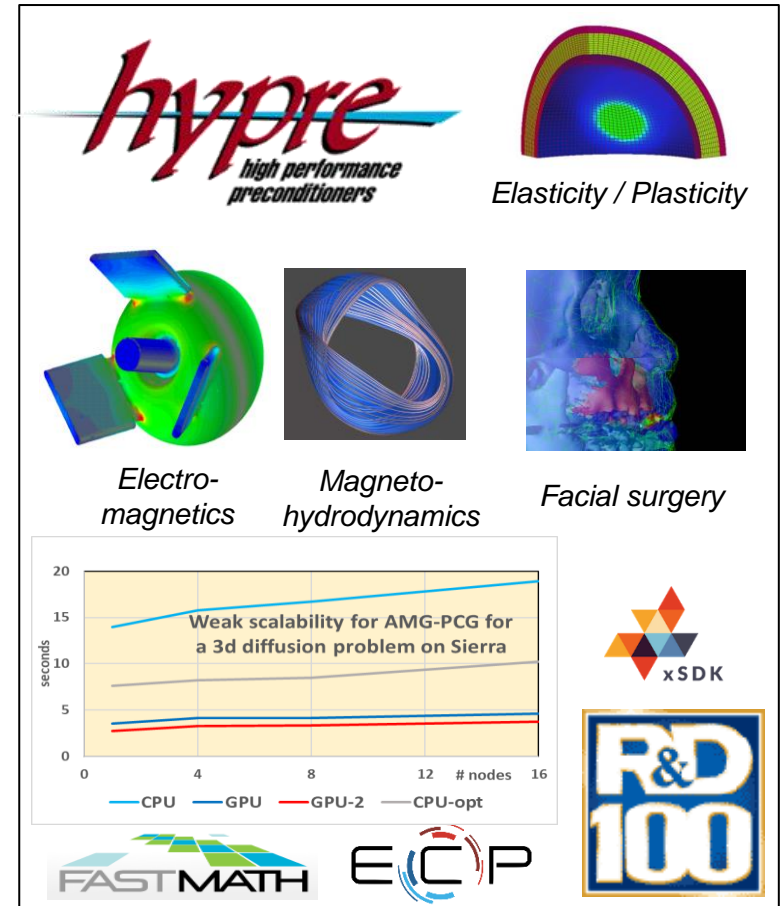 hypre
high performance
preconditioners
Elasticity / Plasticity
Electro-
magnetics
Magneto-
hydrodynamics
Facial surgery
20
15
10
5
0
seconds
Weak scalability for AMG-PCG for
a 3d diffusion problem on Sierra
0 4 8 12 # nodes 16
CPU GPU GPU-2 CPU-opt
xSDK
R&D
100
FASTMATH
ECP